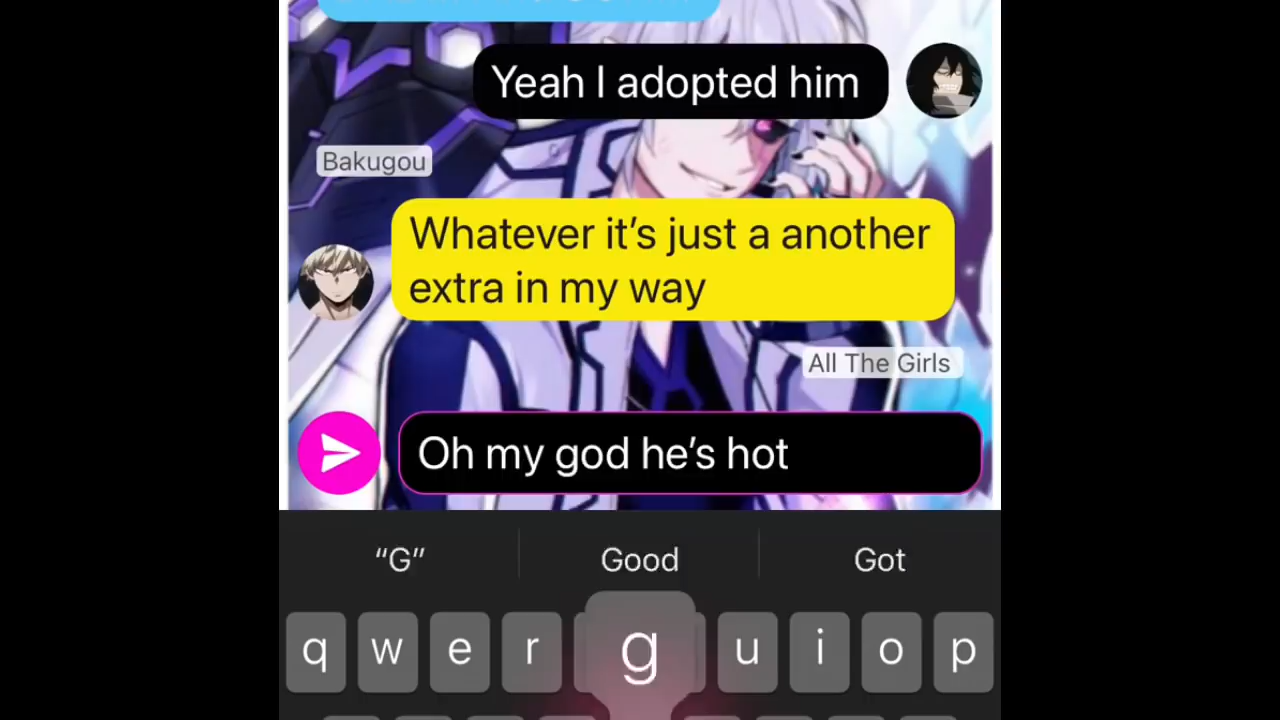 Yeah I adopted him
Bakugou
Whatever it’s just a another
extra in my way
All The Girls
Oh my god he’s hot
“G” Good Got
q w e r g u i o p